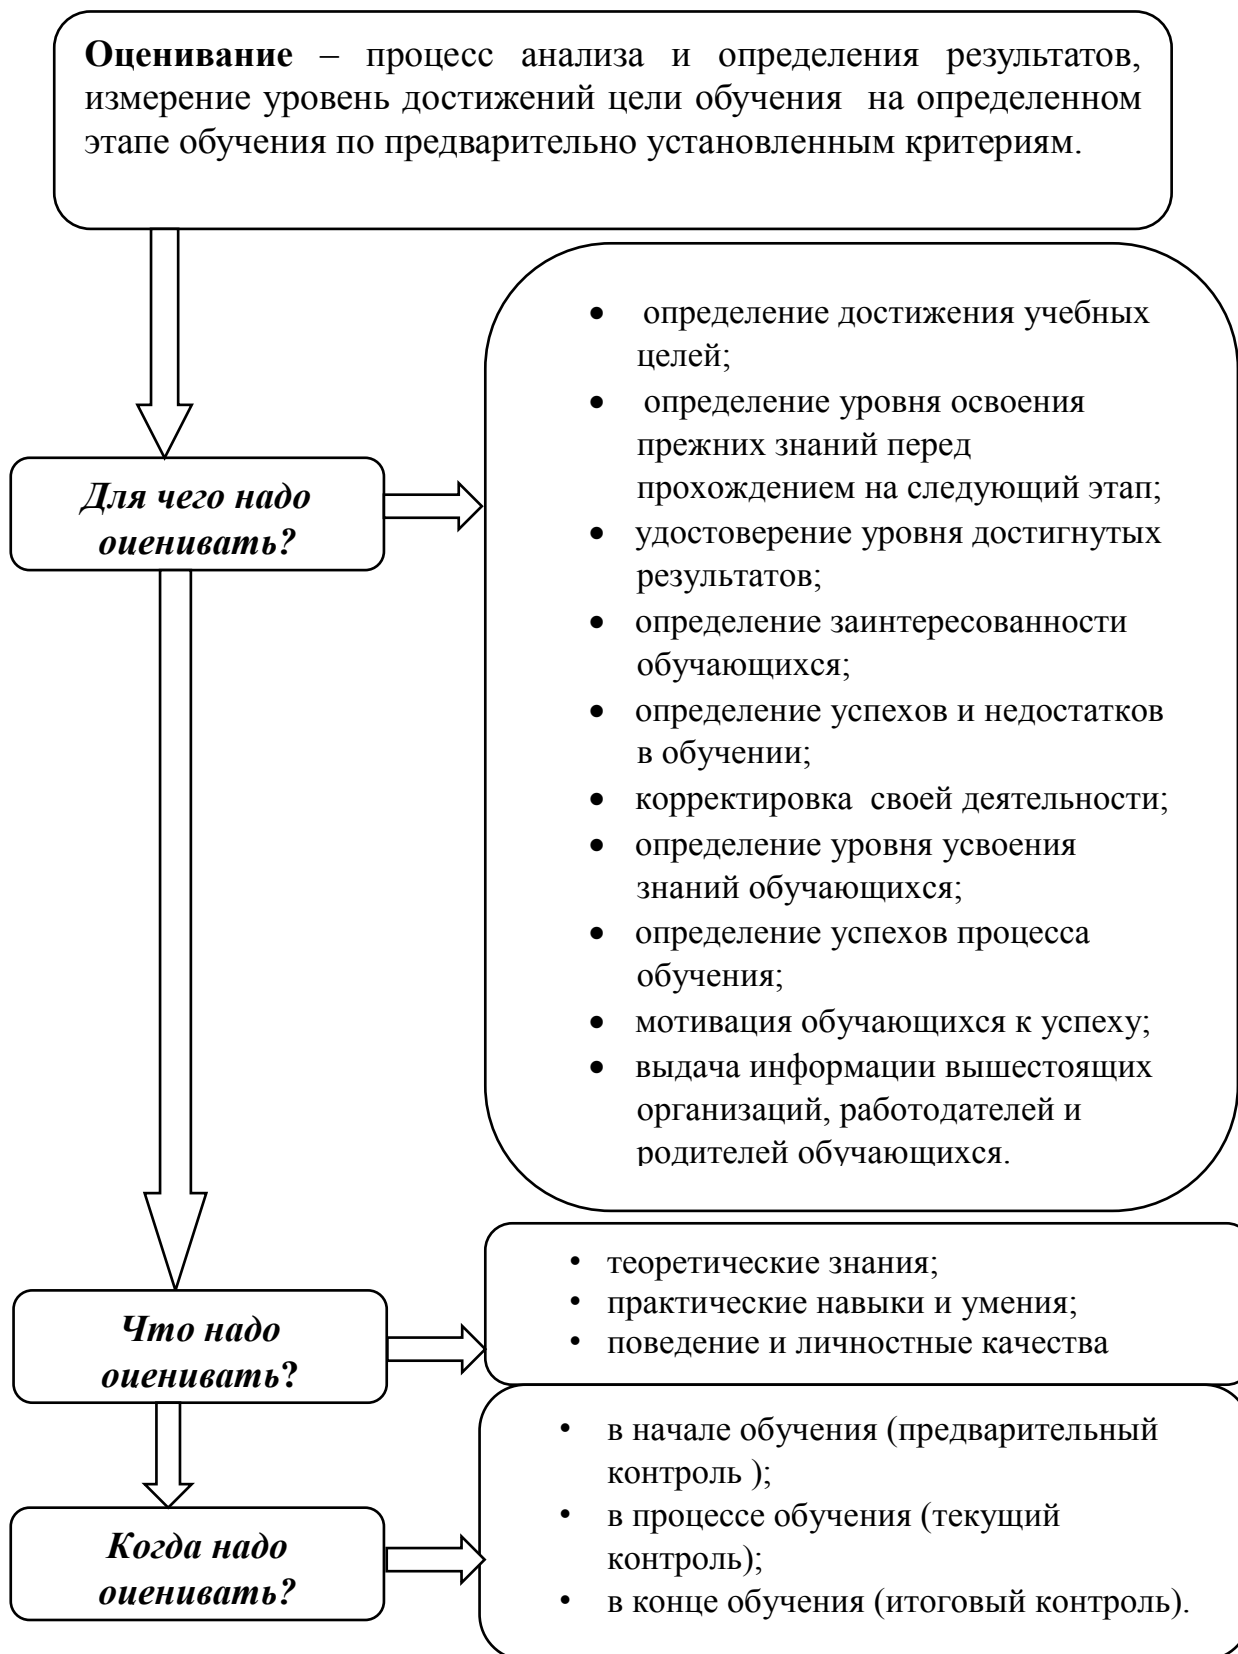 Оценивание – процесс анализа и определения результатов,
измерение уровень достижений цели обучения на определенном
этапе обучения по предварительно установленным критериям.
Для чего надо
оценивать?
• определение достижения учебных
целей;
• определение уровня освоения
прежних знаний перед
прохождением на следующий этап;
• удостоверение уровня достигнутых
результатов;
• определение заинтересованности
обучающихся;
• определение успехов и недостатков
в обучении;
• корректировка своей деятельности;
• определение уровня усвоения
знаний обучающихся;
• определение успехов процесса
обучения;
• мотивация обучающихся к успеху;
• выдача информации вышестоящих
организаций, работодателей и
родителей обучающихся.
Что надо
оценивать?
• теоретические знания;
• практические навыки и умения;
• поведение и личностные качества
Когда надо
оценивать?
• в начале обучения (предварительный
контроль );
• в процессе обучения (текущий
контроль);
• в конце обучения (итоговый контроль).